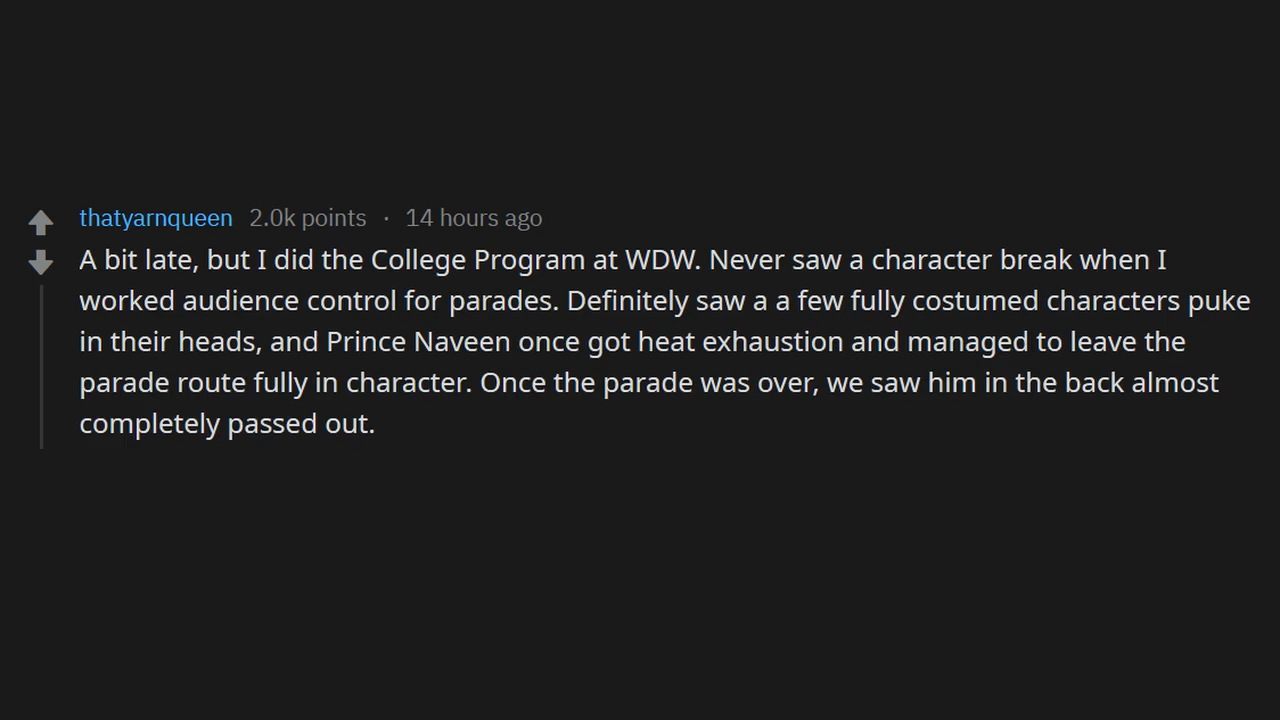 thatyarnqueen 2.0k points · 14 hours ago
A bit late, but I did the College Program at WDW. Never saw a character break when I
worked audience control for parades. Definitely saw a a few fully costumed characters puke
in their heads, and Prince Naveen once got heat exhaustion and managed to leave the
parade route fully in character. Once the parade was over, we saw him in the back almost
completely passed out.